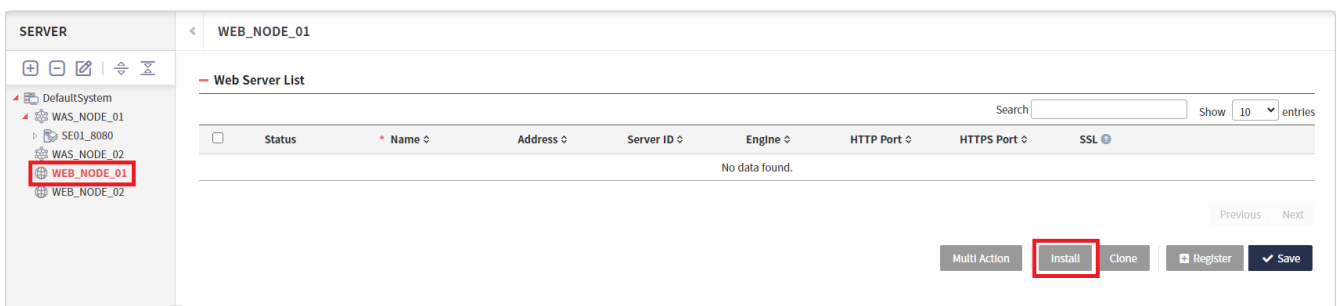 SERVER
WEB_NODE_01
DefaultSystem
WAS_NODE_01
SE01_8080
WAS_NODE_02
WEB_NODE_01
WEB_NODE_02
Web Server List
Search Show 10 entries
Status * Name Address Server ID Engine HTTP Port HTTPS Port SSL ?
No data found.
Previous Next
Multi Action Install Clone Register Save